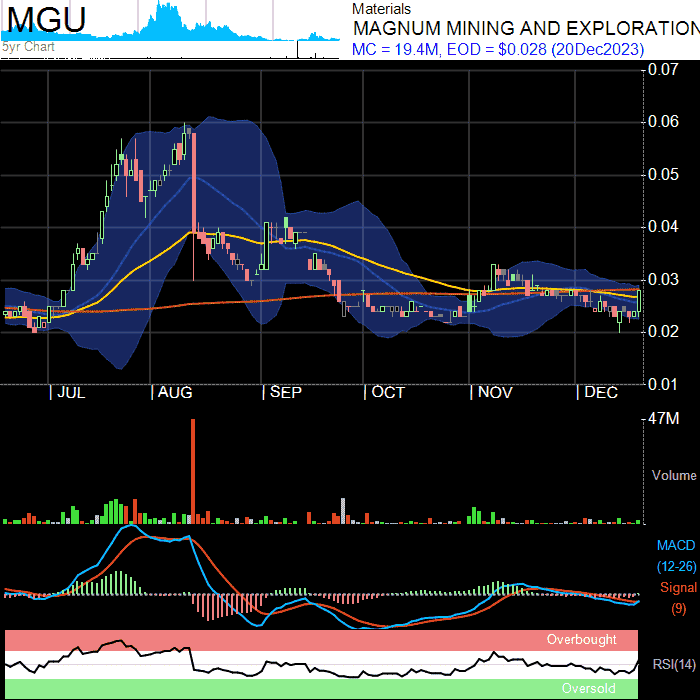 MGU
5yr Chart
Materials
MAGNUM MINING AND EXPLORATION
MC = 19.4M, EOD = $0.028 (20Dec2023)
0.07
0.06
0.05
0.04
0.03
0.02
0.01
JUL AUG SEP OCT NOV DEC
47M
Volume
MACD
(12-26)
Signal
(9)
Overbought
RSI(14)
Oversold